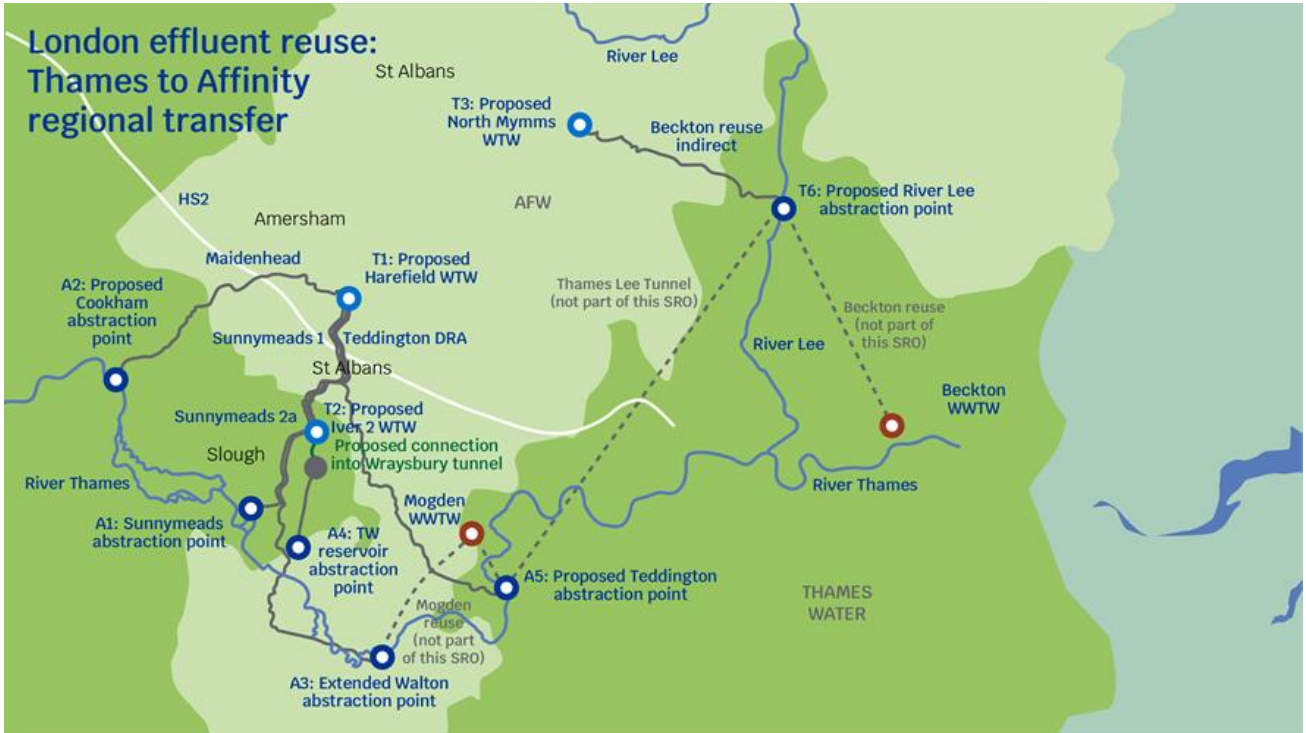 London effluent reuse:
Thames to Affinity
regional transfer
River Lee
St Albans
T3: Proposed
North Mymms
WTW
Beckton reuse
indirect
T6: Proposed River Lee
abstraction point
HS2
AFW
Amersham
Maidenhead
T1: Proposed
Harefield WTW
A2: Proposed
Cookham
abstraction
point
Thames Lee Tunnel
(not part of this SRO)
Beckton reuse
(not part of
this SRO)
Sunnymeads 1
Teddington DRA
River Lee
St Albans
Beckton
WWTW
Sunnymeads 2a
T2: Proposed
Iver 2 WTW
Proposed connection
into Wraysbury tunnel
Slough
River Thames
River Thames
Mogden
WWTW
A1: Sunnymeads
abstraction point
A4: TW
reservoir
abstraction
point
A5: Proposed Teddington
abstraction point
THAMES
WATER
Mogden
reuse
(not part
of this SRO)
A3: Extended Walton
abstraction point